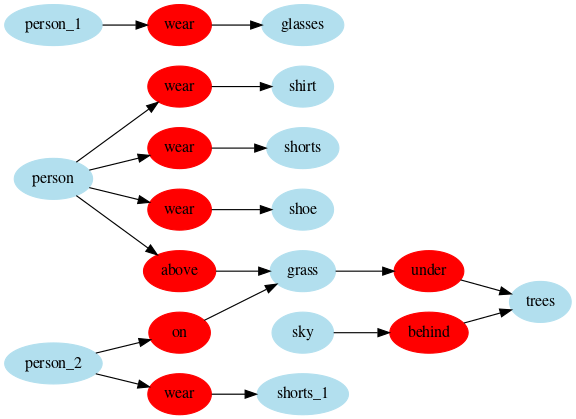 person_1 wear glasses
wear shirt
wear shorts
person
wear shoe
above grass under
trees
on sky behind
person_2
wear shorts_1